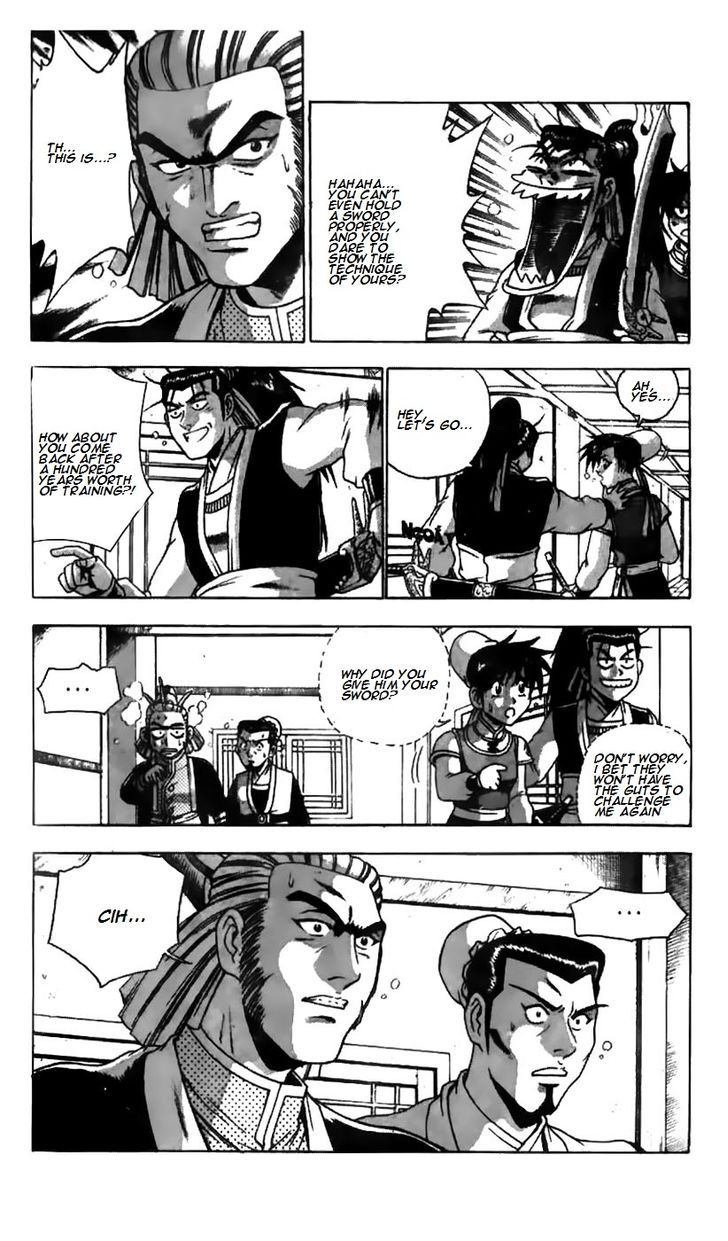 TH...
THIS IS...?
HAHAHA...
YOU CAN'T
EVEN HOLD
A SWORD
PROPERLY,
AND YOU
DARE TO
SHOW THE
TECHNIQUE
OF YOURS?
HOW ABOUT
YOU COME
BACK AFTER
A HUNDRED
YEARS WORTH
OF TRAINING?!
HEY,
LET'S GO...
AH,
YES...
...
WHY DID YOU
GIVE HIM YOUR
SWORD?
DON'T WORRY,
I BET THEY
WON'T HAVE
THE GUTS TO
CHALLENGE
ME AGAIN
CIH...
...